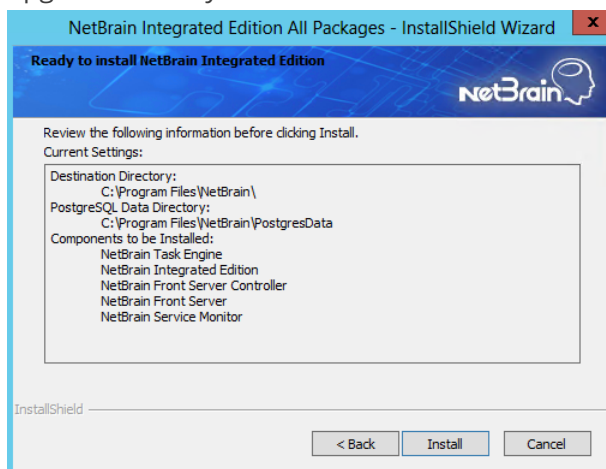 NetBrain Integrated Edition All Packages - InstallShield Wizard
x
Ready to install NetBrain Integrated Edition
NetBrain
Review the following information before clicking Install.
Current Settings:
Destination Directory:
C:\Program Files\NetBrain\
PostgreSQL Data Directory:
C:\Program Files\NetBrain\PostgresData
Components to be Installed:
NetBrain Task Engine
NetBrain Integrated Edition
NetBrain Front Server Controller
NetBrain Front Server
NetBrain Service Monitor
InstallShield
< Back Install Cancel